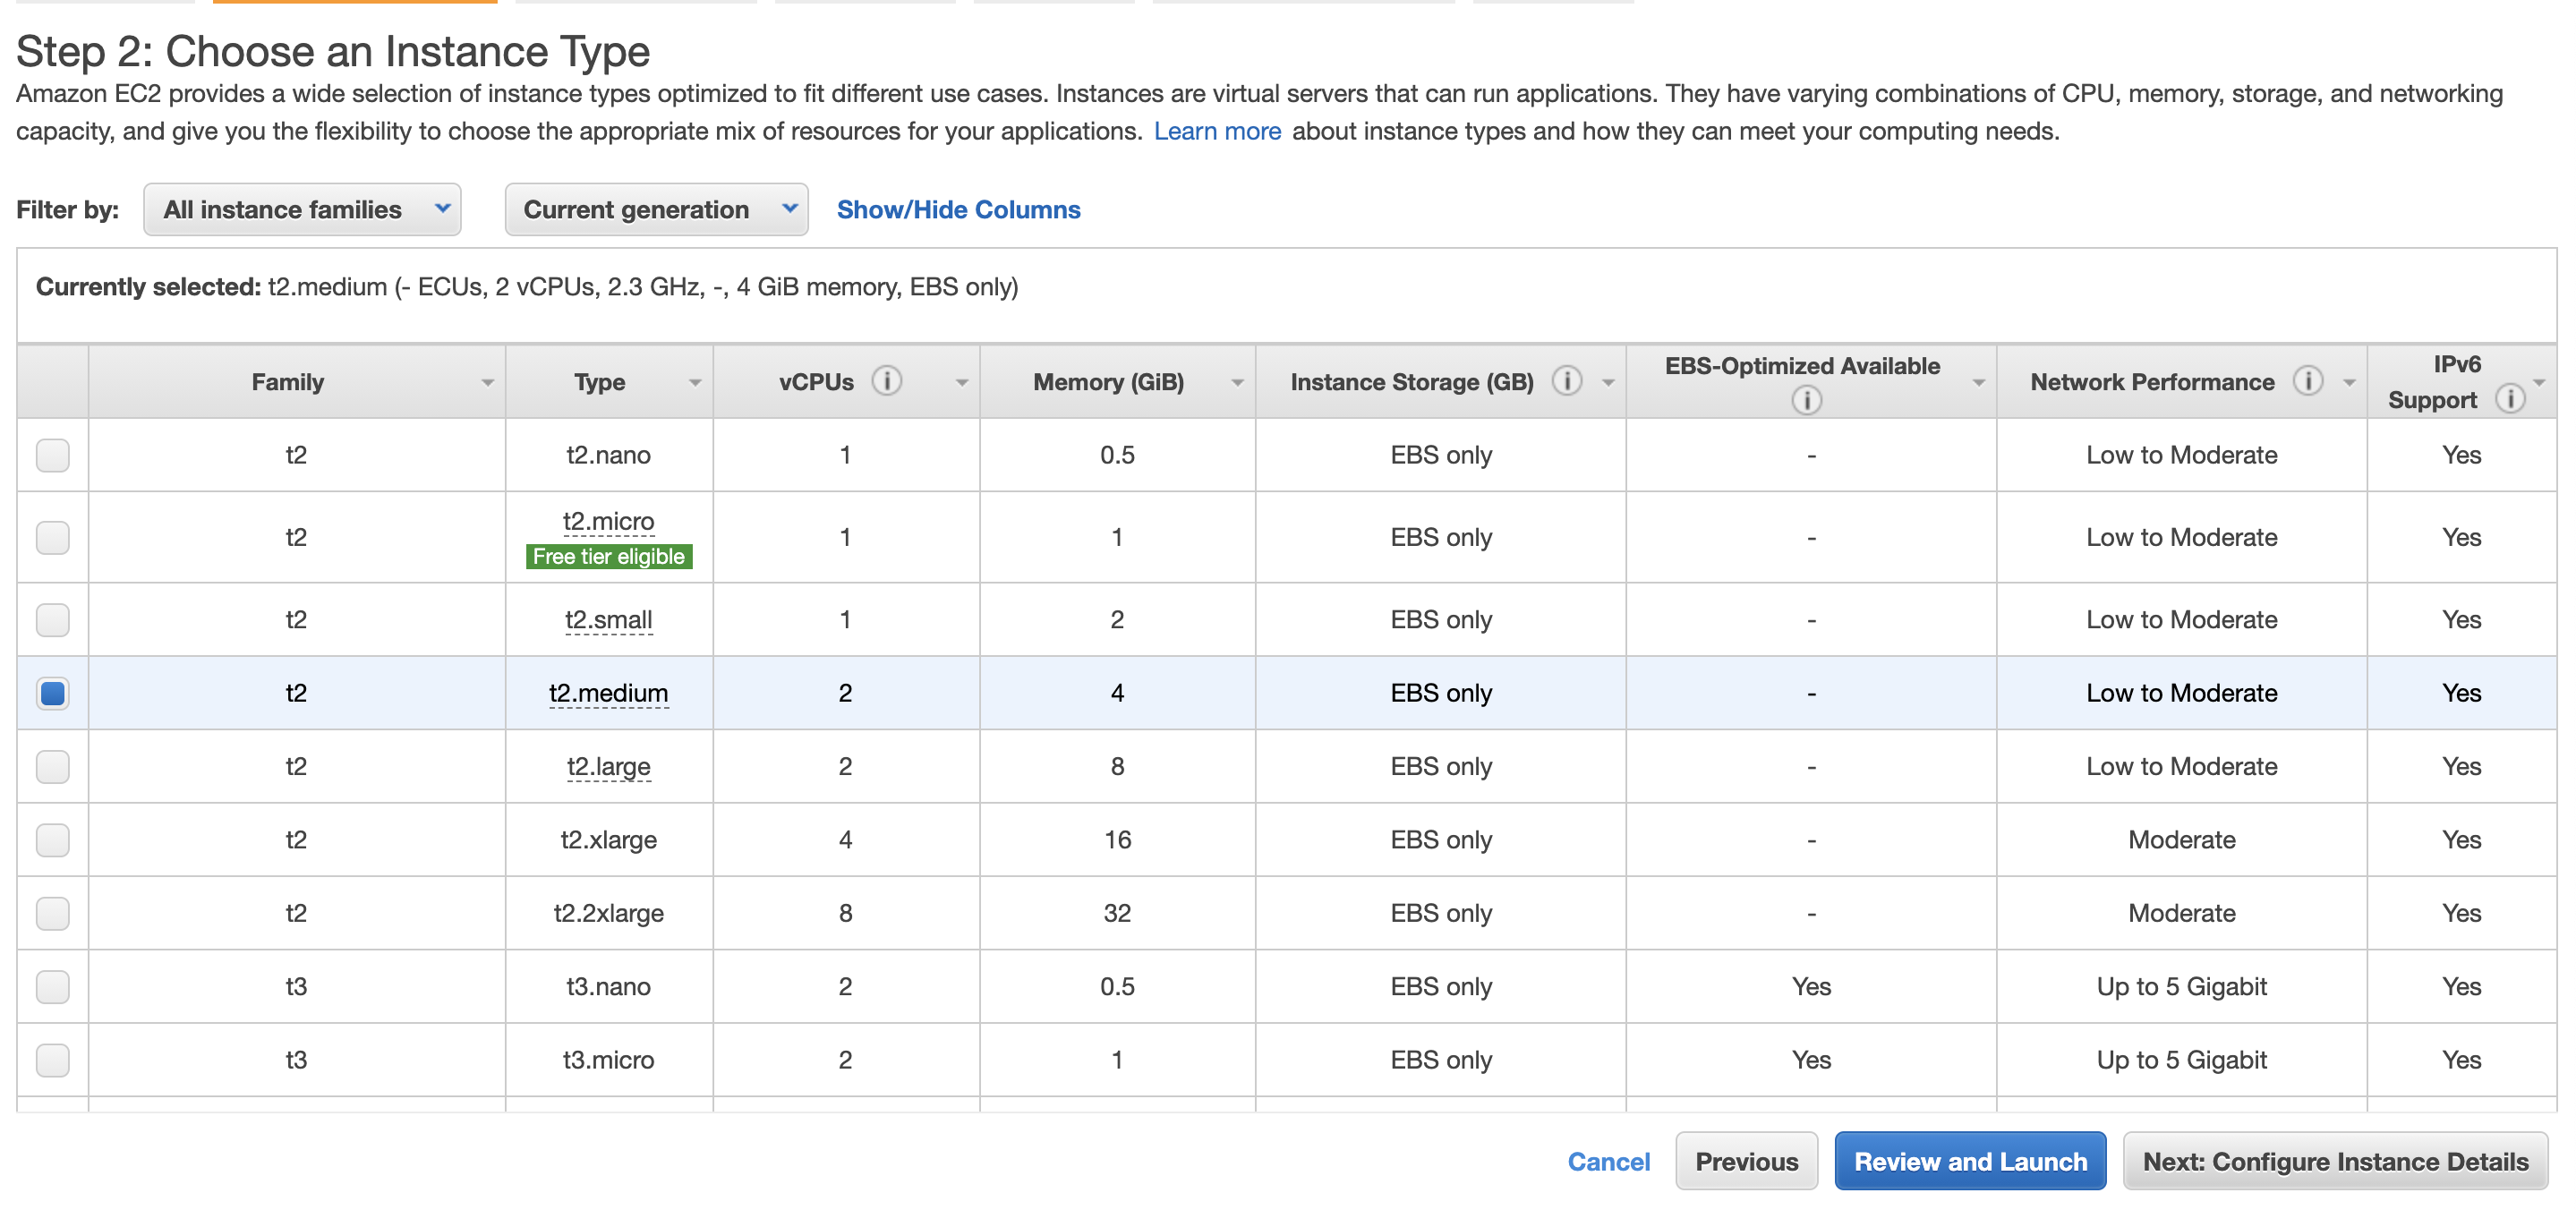 Step 2: Choose an Instance Type
Amazon EC2 provides a wide selection of instance types optimized to fit different use cases. Instances are virtual servers that can run applications. They have varying combinations of CPU, memory, storage, and networking
capacity, and give you the flexibility to choose the appropriate mix of resources for your applications. Learn more about instance types and how they can meet your computing needs.
Filter by: All instance families Current generation Show/Hide Columns
Currently selected: t2.medium (- ECUs, 2 vCPUs, 2.3 GHz, -, 4 GiB memory, EBS only)
Family Type vCPUs Memory (GiB) Instance Storage (GB) EBS-Optimized Available Network Performance IPv6 Support
t2 t2.nano 1 0.5 EBS only - Low to Moderate Yes
t2 t2.micro Free tier eligible 1 1 EBS only - Low to Moderate Yes
t2 t2.small 1 2 EBS only - Low to Moderate Yes
t2 t2.medium 2 4 EBS only - Low to Moderate Yes
t2 t2.large 2 8 EBS only - Low to Moderate Yes
t2 t2.xlarge 4 16 EBS only - Moderate Yes
t2 t2.2xlarge 8 32 EBS only - Moderate Yes
t3 t3.nano 2 0.5 EBS only Yes Up to 5 Gigabit Yes
t3 t3.micro 2 1 EBS only Yes Up to 5 Gigabit Yes
Cancel Previous Review and Launch Next: Configure Instance Details